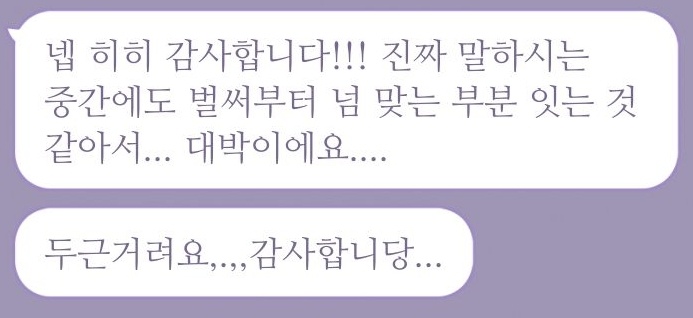 넵 히히 감사합니다!!! 진짜 말하시는
중간에도 벌써부터 넘 맞는 부분 잇는 것
같아서... 대박이에요....
두근거려요,.,,감사합니당...